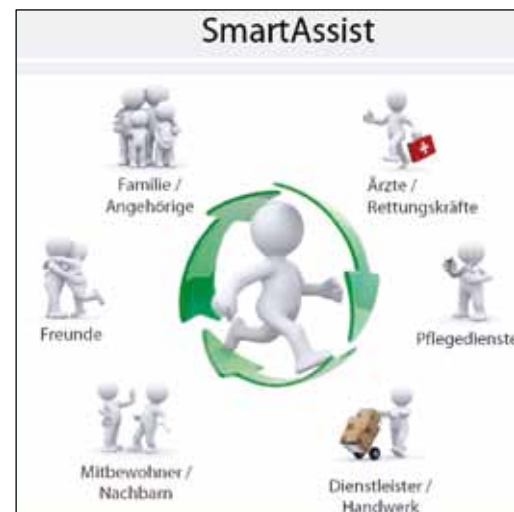 SmartAssist
Familie /
Angehörige
Ärzte /
Rettungskräfte
Freunde
Pflegedienste
Mitbewohner /
Nachbarn
Dienstleister /
Handwerk